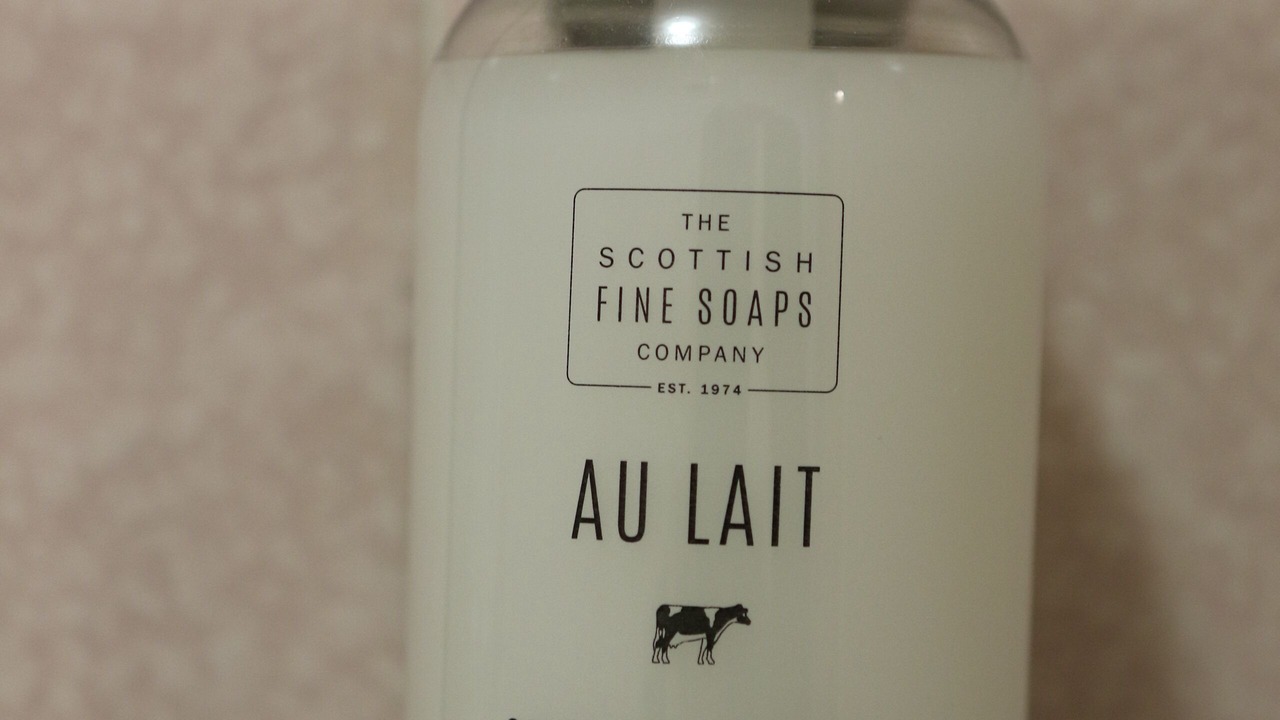 THE
SCOTTISH
FINE SOAPS
COMPANY
EST. 1974
AU LAIT